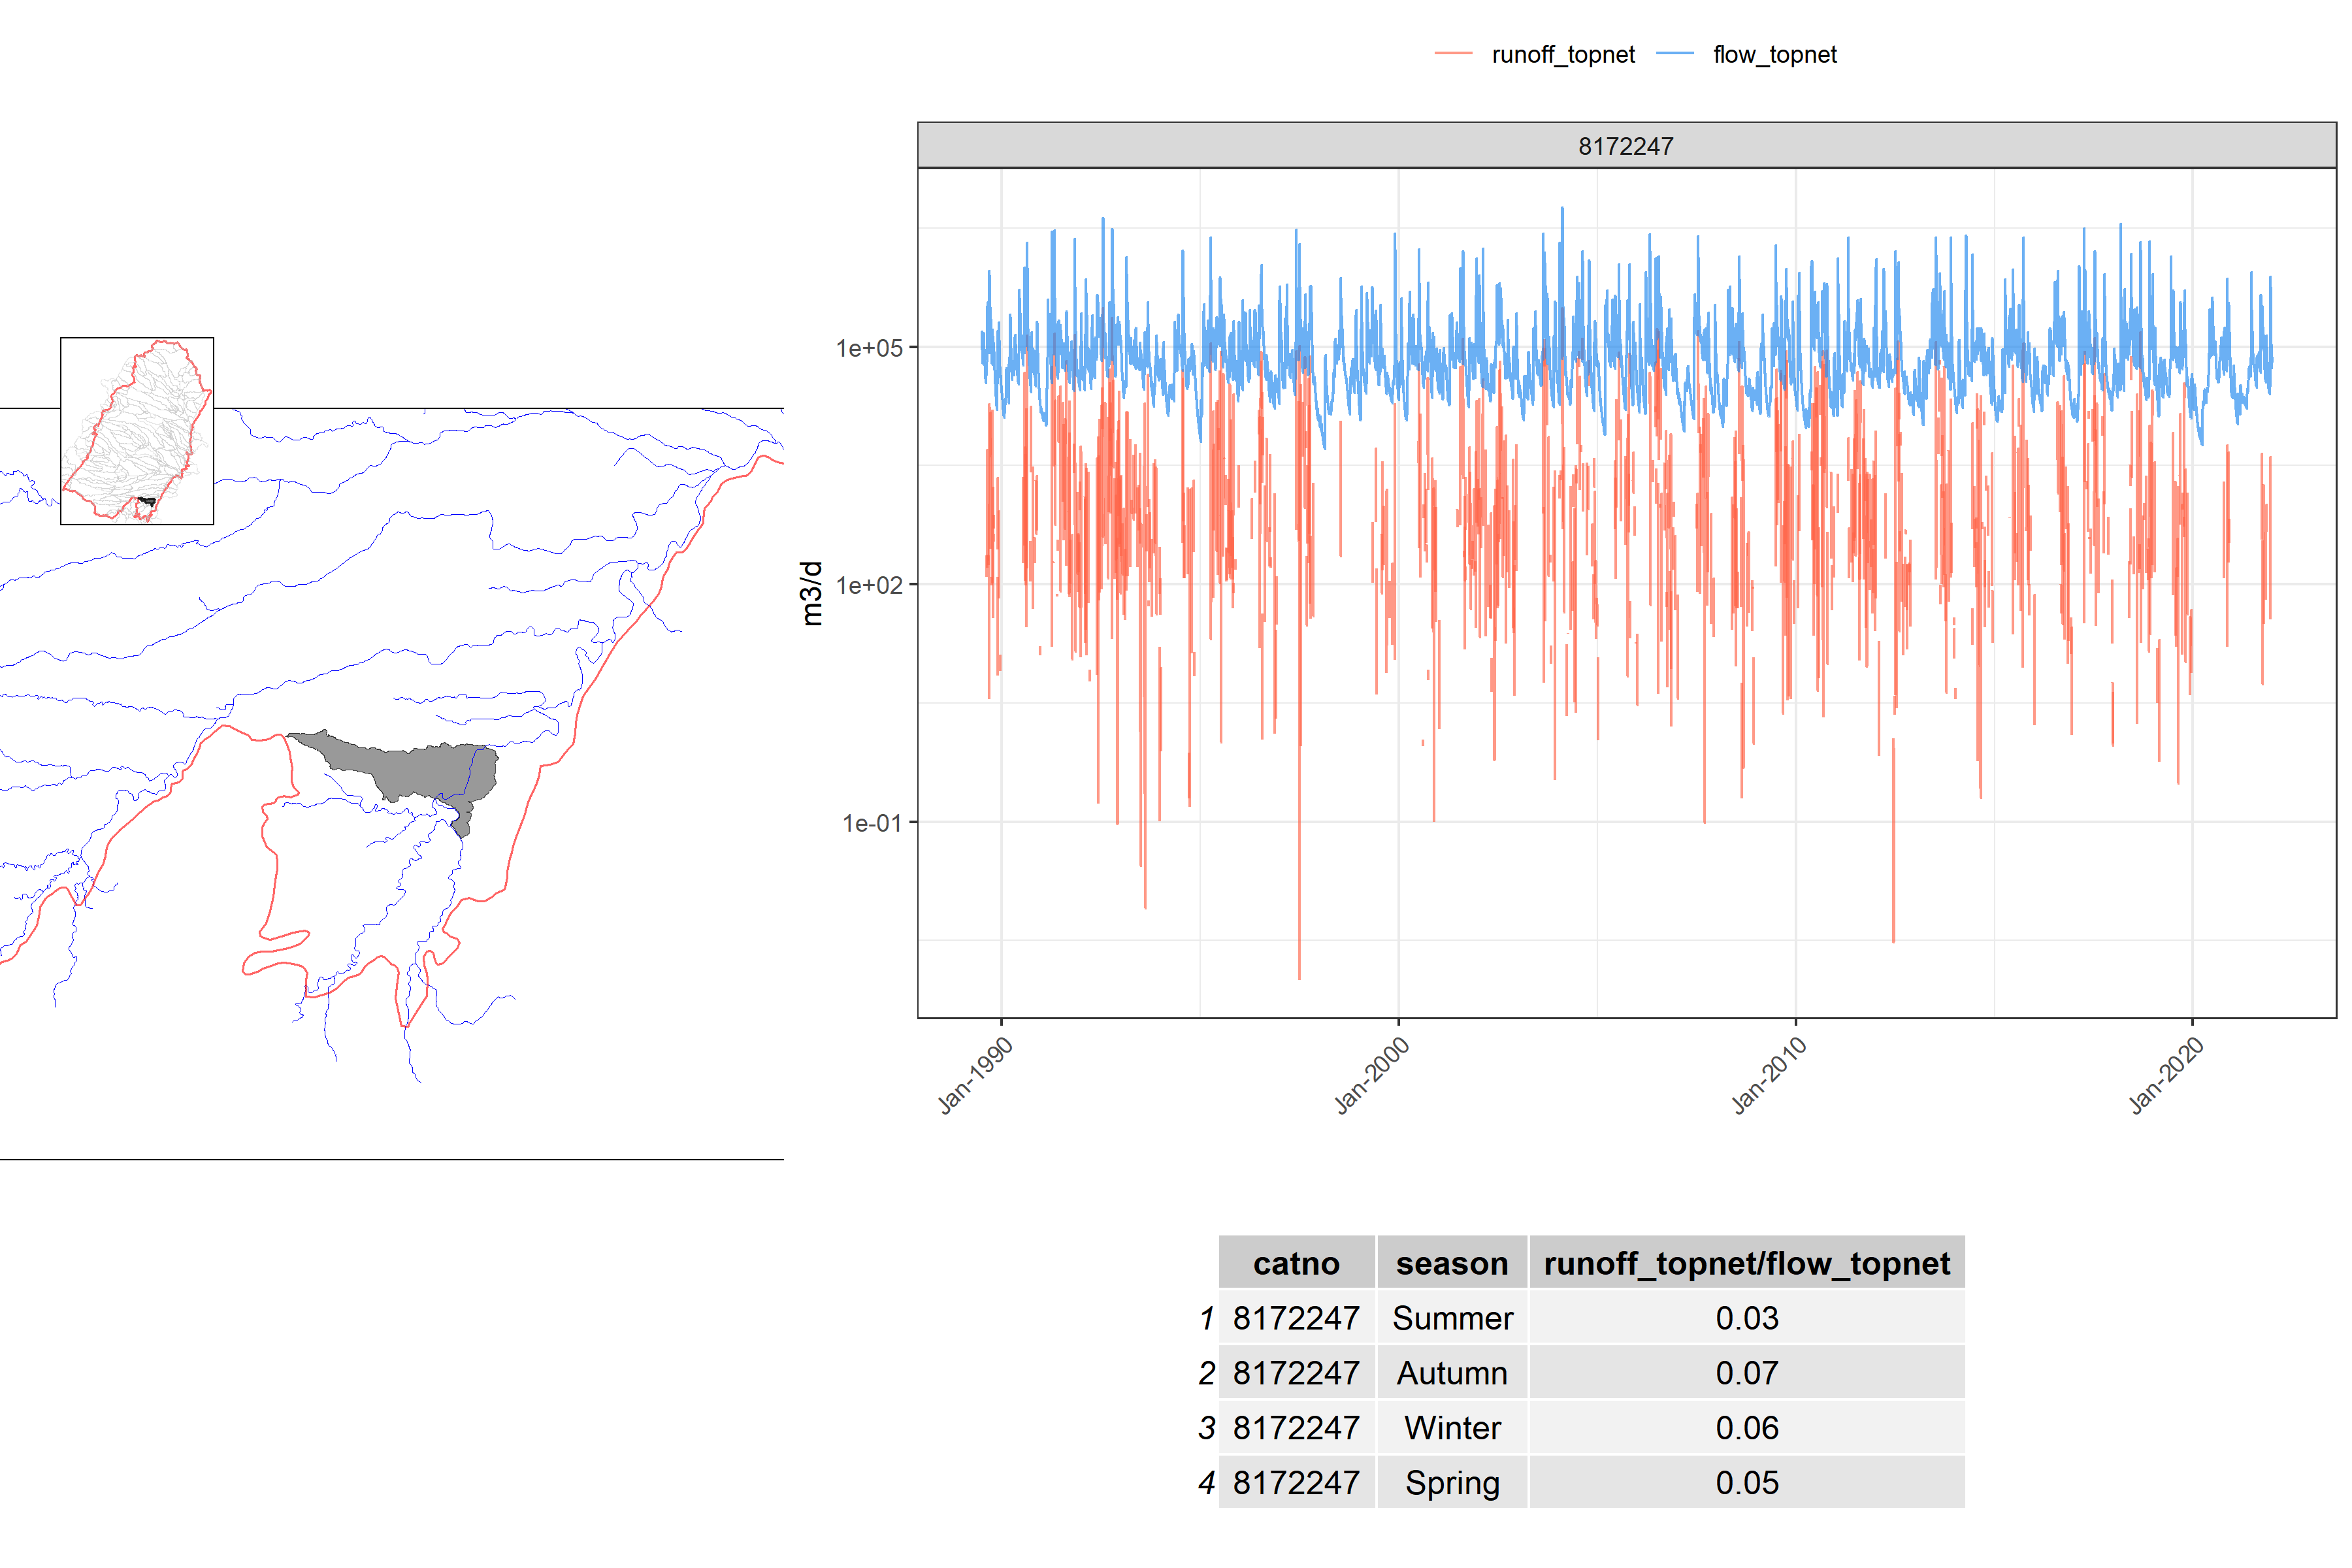 runoff_topnet flow_topnet
8172247
m3/d
1e+05
1e+02
1e-01
Jan-1990 Jan-2000 Jan-2010 Jan-2020
catno season runoff_topnet/flow_topnet
1 8172247 Summer 0.03
2 8172247 Autumn 0.07
3 8172247 Winter 0.06
4 8172247 Spring 0.05